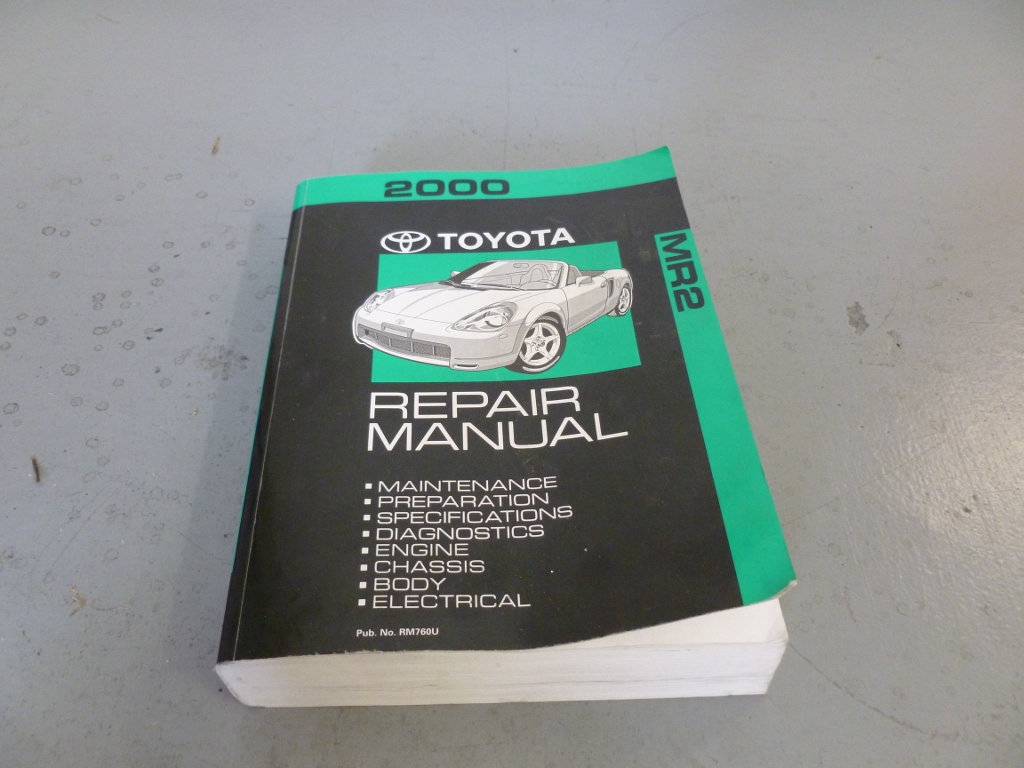 2000
TOYOTA
MR2
REPAIR
MANUAL
▪ MAINTENANCE
▪ PREPARATION
▪ SPECIFICATIONS
▪ DIAGNOSTICS
▪ ENGINE
▪ CHASSIS
▪ BODY
▪ ELECTRICAL
Pub. No. RM760U